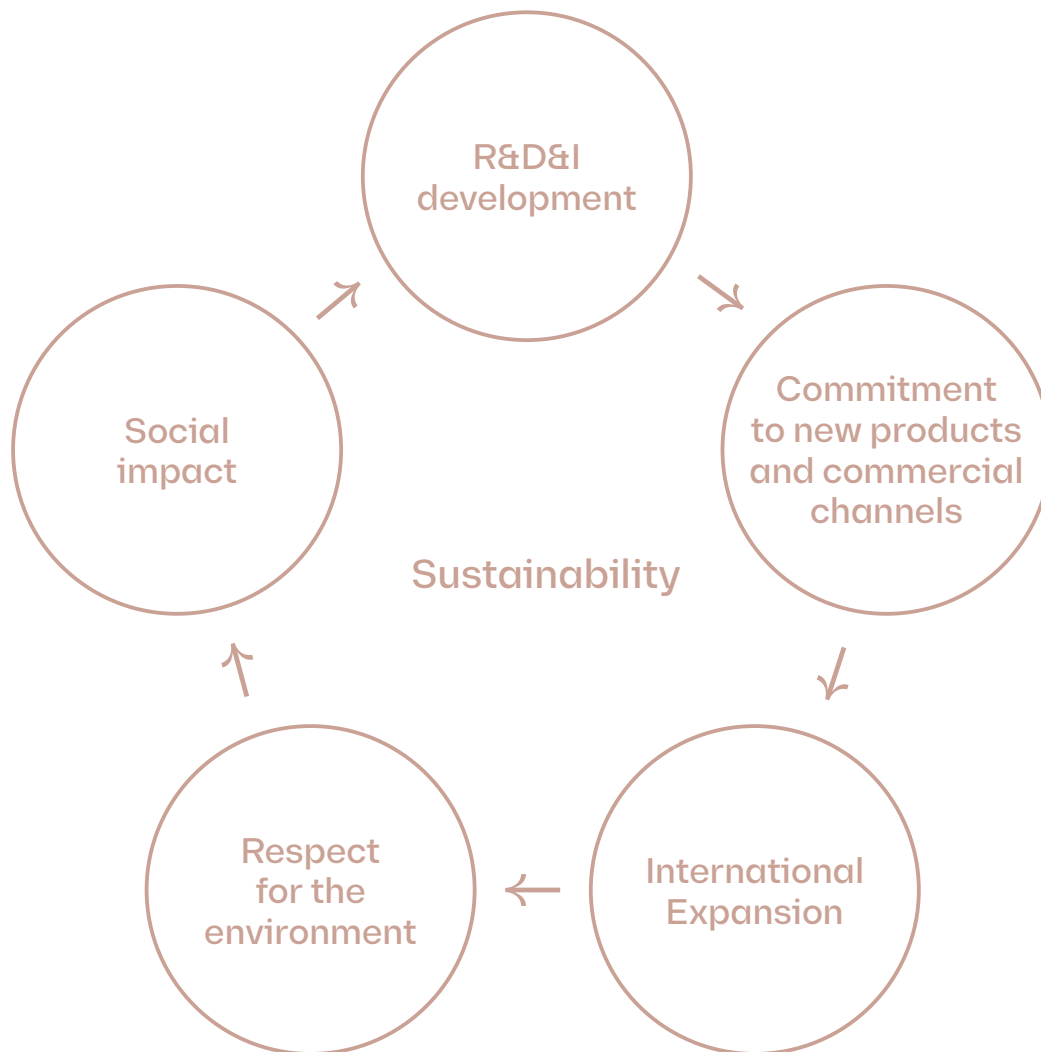 R&D&I
development
Commitment
to new products
and commercial
channels
Social
impact
Sustainability
International
Expansion
Respect
for the
environment